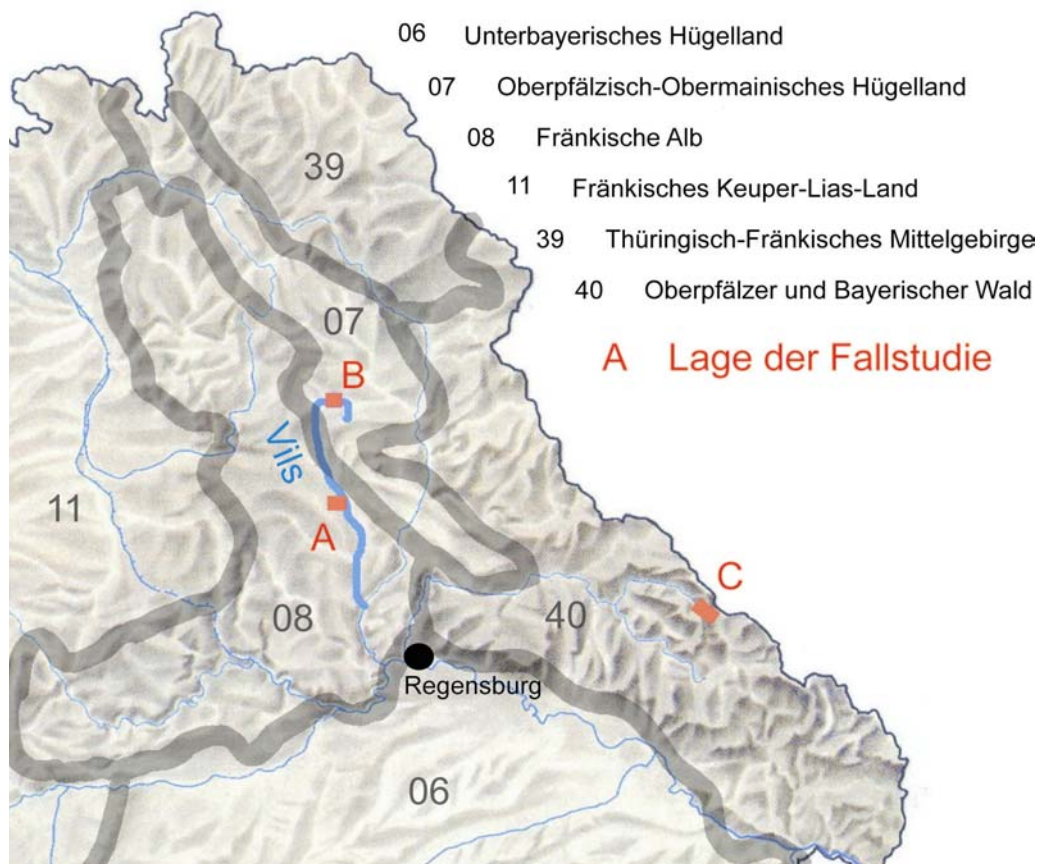 06 Unterbayerisches Hügelland
07 Oberpfälzisch-Obermainisches Hügelland
08 Fränkische Alb
11 Fränkisches Keuper-Lias-Land
39 Thüringisch-Fränkisches Mittelgebirge
40 Oberpfälzer und Bayerischer Wald
A Lage der Fallstudie
39
07
B
Vils
11
A
C
08
40
Regensburg
06